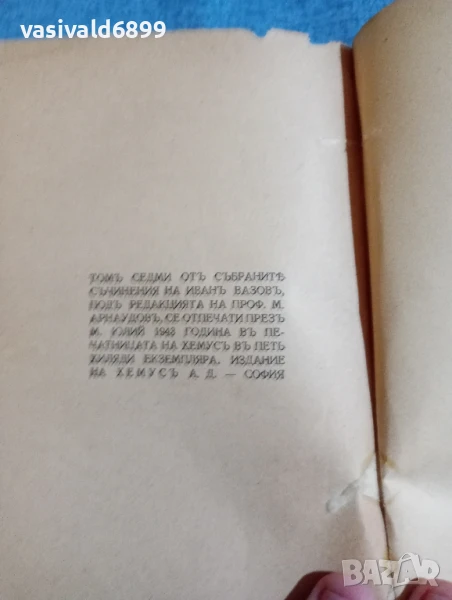 vasivald6899
ТОМЪ СЕДМИ ОТЪ СЪБРАНИТѢ
СЪЧИНЕНИЯ НА ИВАНЪ ВАЗОВЪ,
ПОДЪ РЕДАКЦИЯТА НА ПРОФ. М.
АРНАУДОВЪ, СЕ ОТПЕЧАТИ ПРЕЗЪ
М. ЮЛИЙ 1943 ГОДИНА ВЪ ПЕ-
ЧАТНИЦАТА НА ХЕМУСЪ ВЪ ПЕТЬ
ХИЛЯДИ ЕКЗЕМПЛЯРА. ИЗДАНИЕ
НА ХЕМУСЪ А. Д. — СОФИЯ
BAZAR